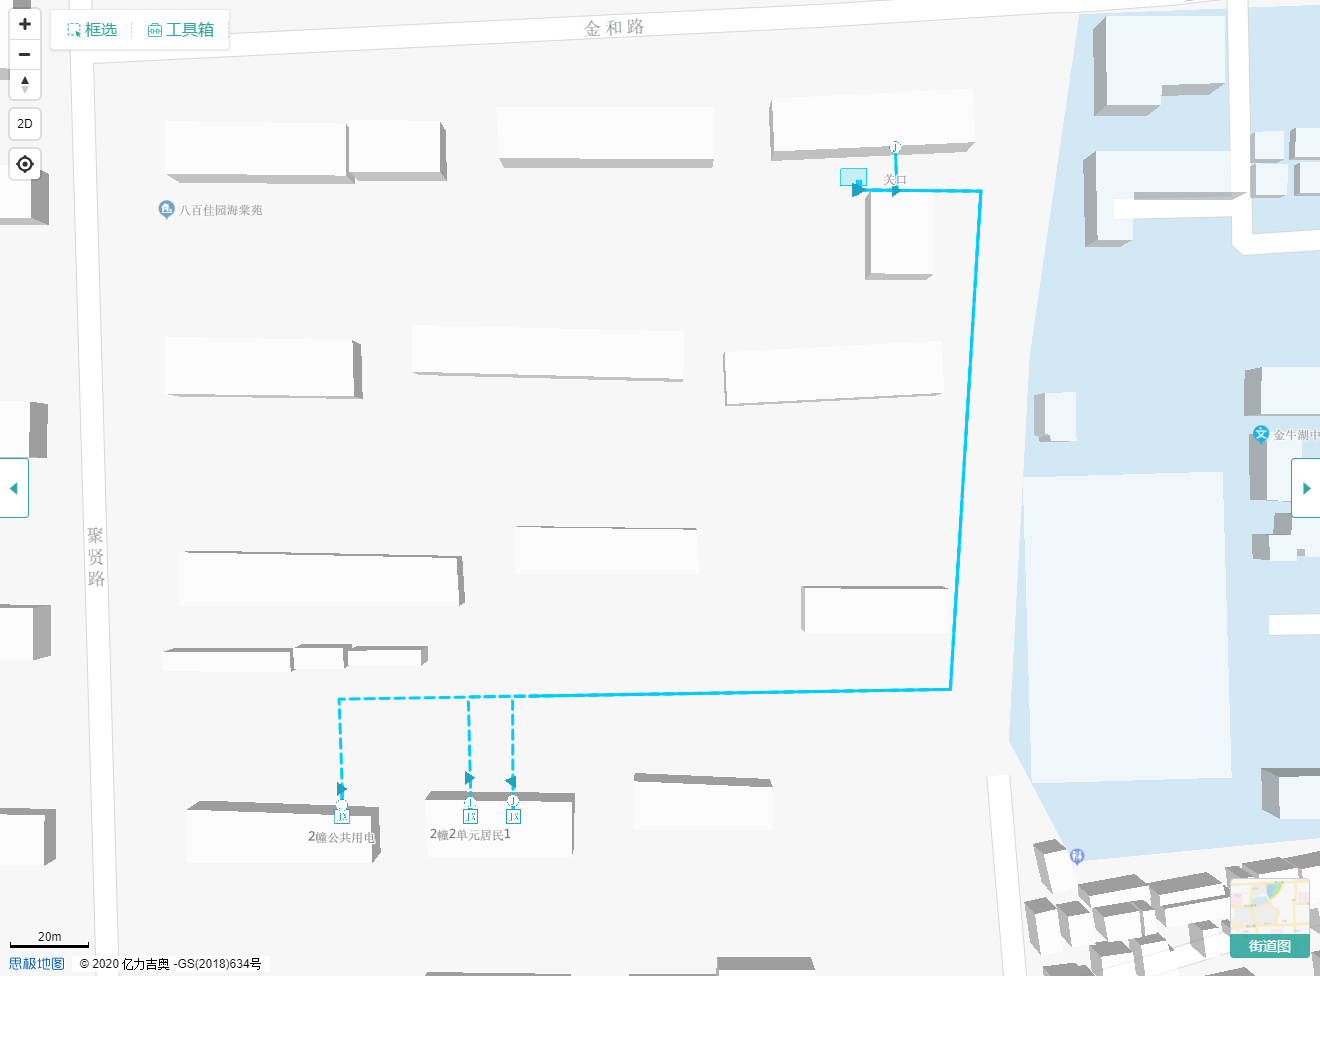 金和路
框选
工具箱
2D
J
关口
八百佳园海棠苑
金牛湖中
聚
贤
路
J
J
J
JX
JX
JX
2幢公共用电
2幢2单元居民1
20m
思极地图
© 2020 亿力吉奥 -GS(2018)634号
街道图